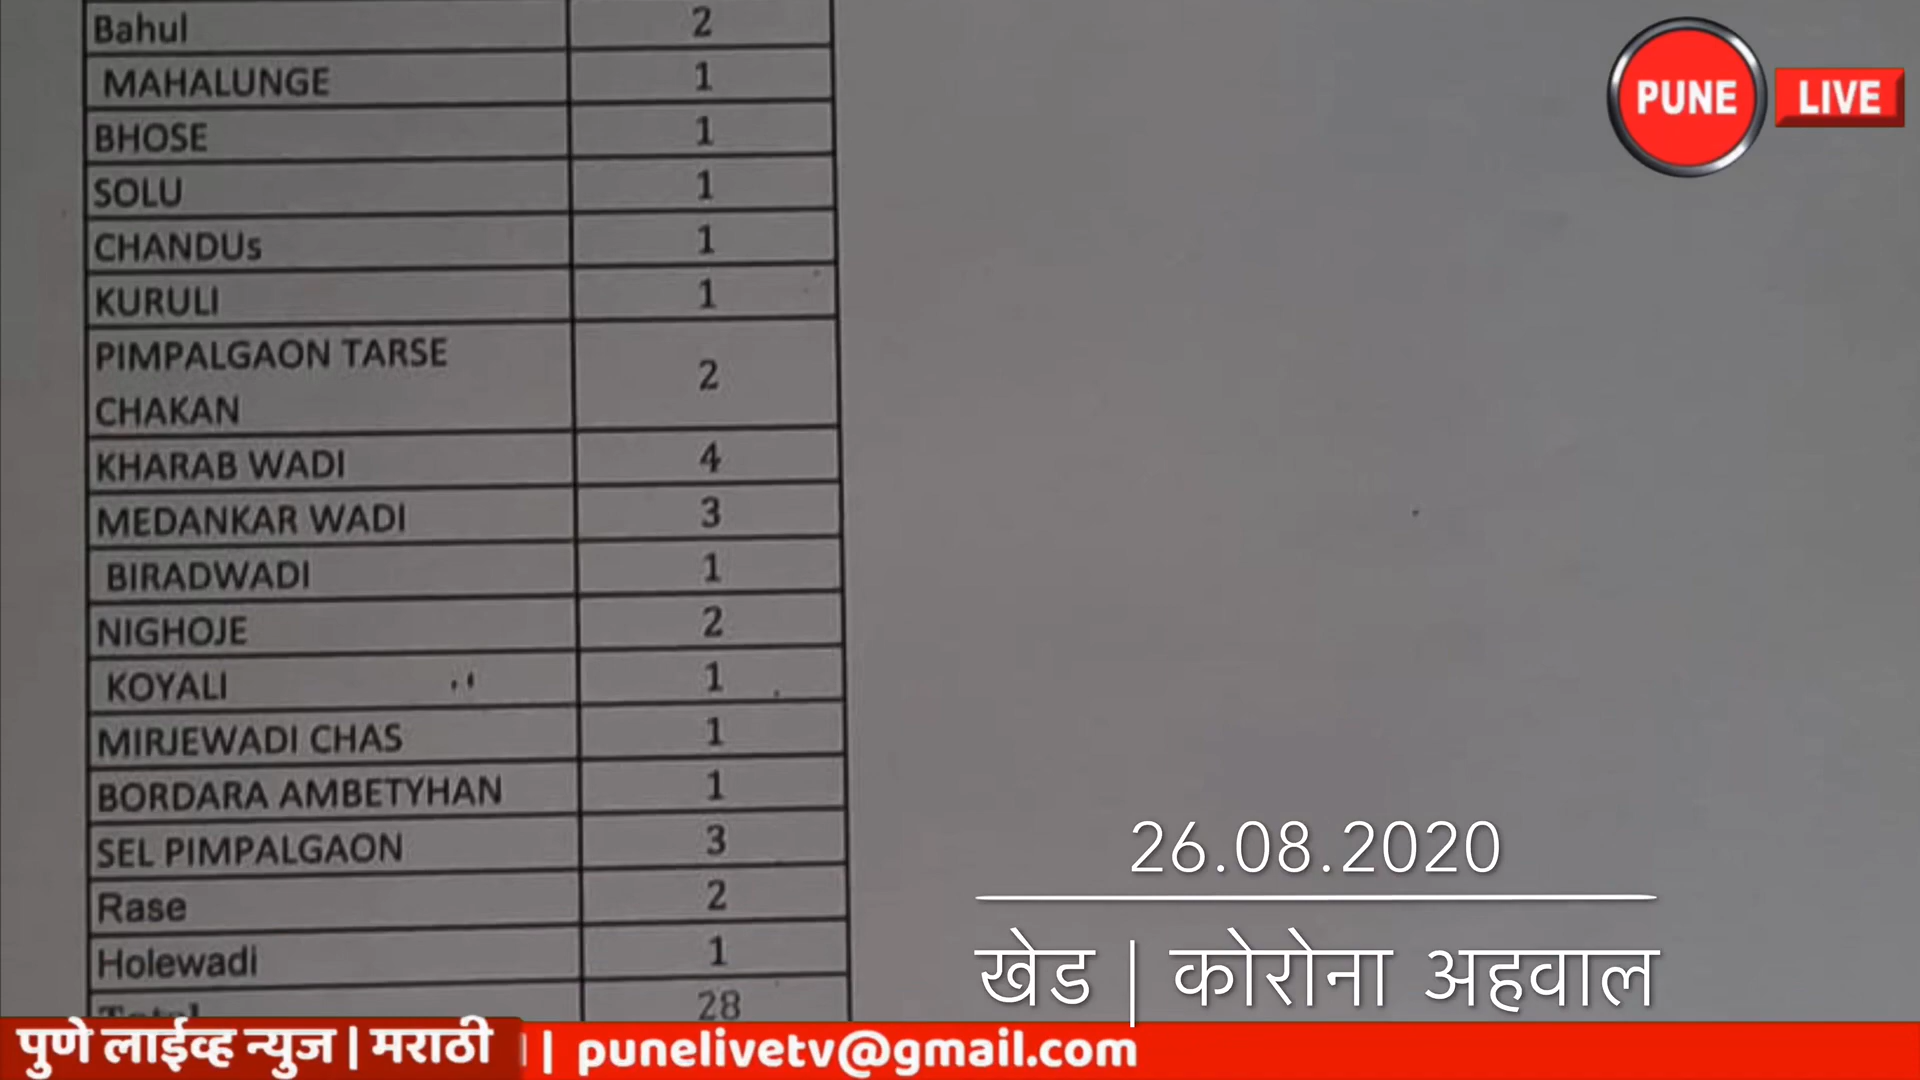 Bahul 2
MAHALUNGE 1
BHOSE 1
SOLU 1
CHANDUs 1
KURULI 1
PIMPALGAON TARSE
CHAKAN 2
KHARAB WADI 4
MEDANKAR WADI 3
BIRADWADI 1
NIGHOJE 2
KOYALI 1
MIRJEWADI CHAS 1
BORDARA AMBETYHAN 1
SEL PIMPALGAON 3
Rase 2
Holewadi 1
Total 28
PUNE LIVE
26.08.2020
खेड | कोरोना अहवाल
पुणे लाईव्ह न्युज | मराठी | punelivetv@gmail.com